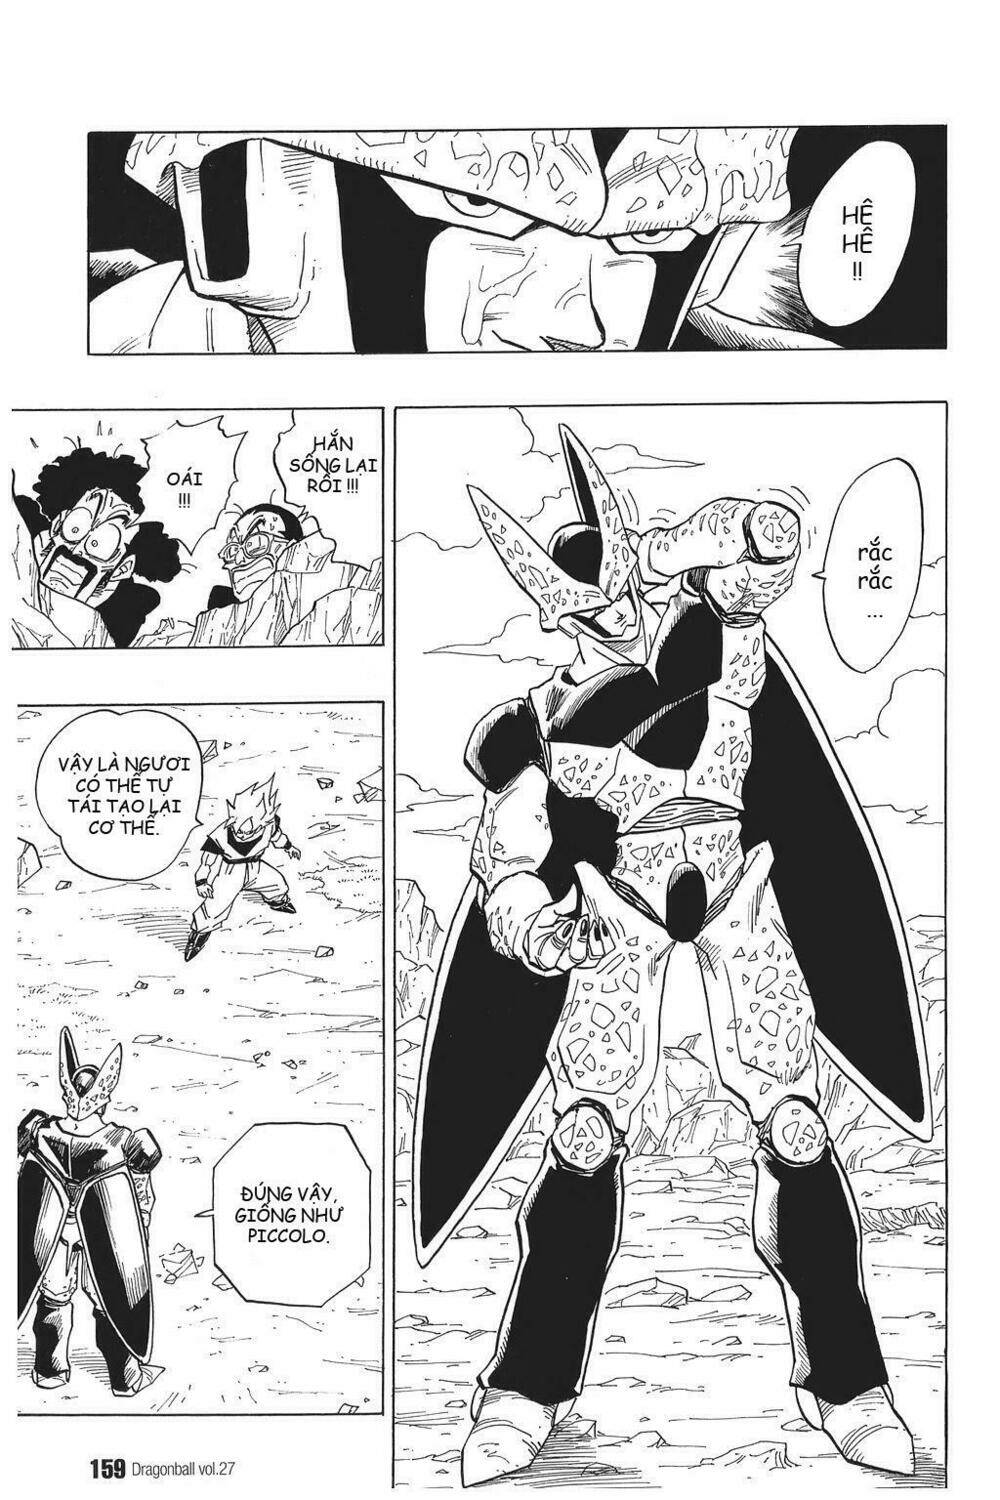 HÊ
HÊ
!!
rắc
rắc
...
HẮN
SỐNG LẠI
RỒI !!!
OÁI
!!!
VẬY LÀ NGƯƠI
CÓ THỂ TỰ
TÁI TẠO LẠI
CƠ THỂ.
ĐÚNG VẬY,
GIỐNG NHƯ
PICCOLO.
159 Dragonball vol.27